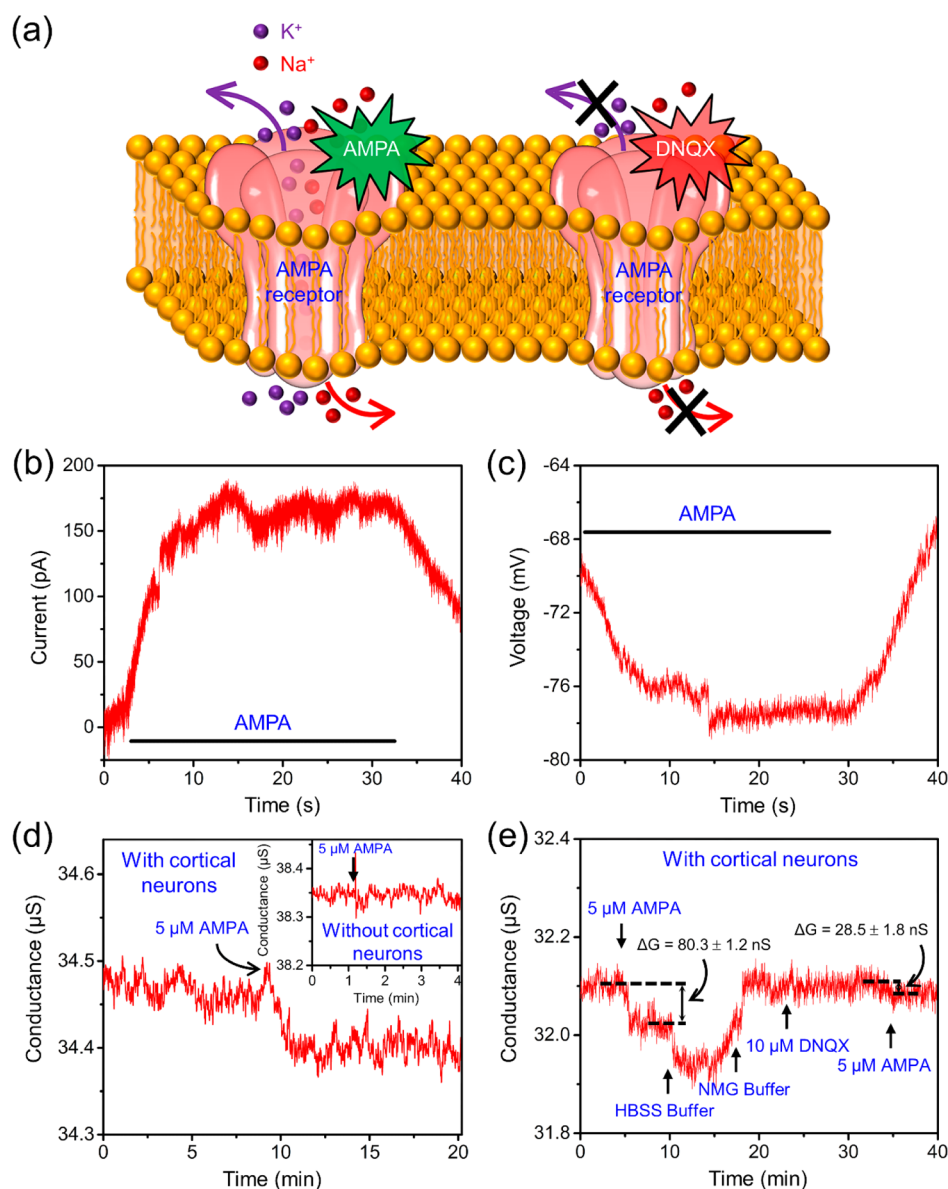 (a)
K⁺
Na⁺
AMPA
DNQX
AMPA
receptor
AMPA
receptor
(b)
200
150
100
50
0
Current (pA)
AMPA
0 10 20 30 40
Time (s)
(c)
-64
-68
-72
-76
-80
Voltage (mV)
AMPA
0 10 20 30 40
Time (s)
(d)
34.6
34.5
34.4
34.3
Conductance (µS)
With cortical
neurons
5 µM AMPA
38.4
38.3
38.2
Conductance (µS)
5 µM AMPA
Without cortical
neurons
0 1 2 3 4
Time (min)
0 5 10 15 20
Time (min)
(e)
32.4
32.2
32.0
31.8
Conductance (µS)
With cortical neurons
5 µM AMPA
ΔG = 80.3 ± 1.2 nS
ΔG = 28.5 ± 1.8 nS
HBSS Buffer
NMG Buffer
10 µM DNQX
5 µM AMPA
0 10 20 30 40
Time (min)